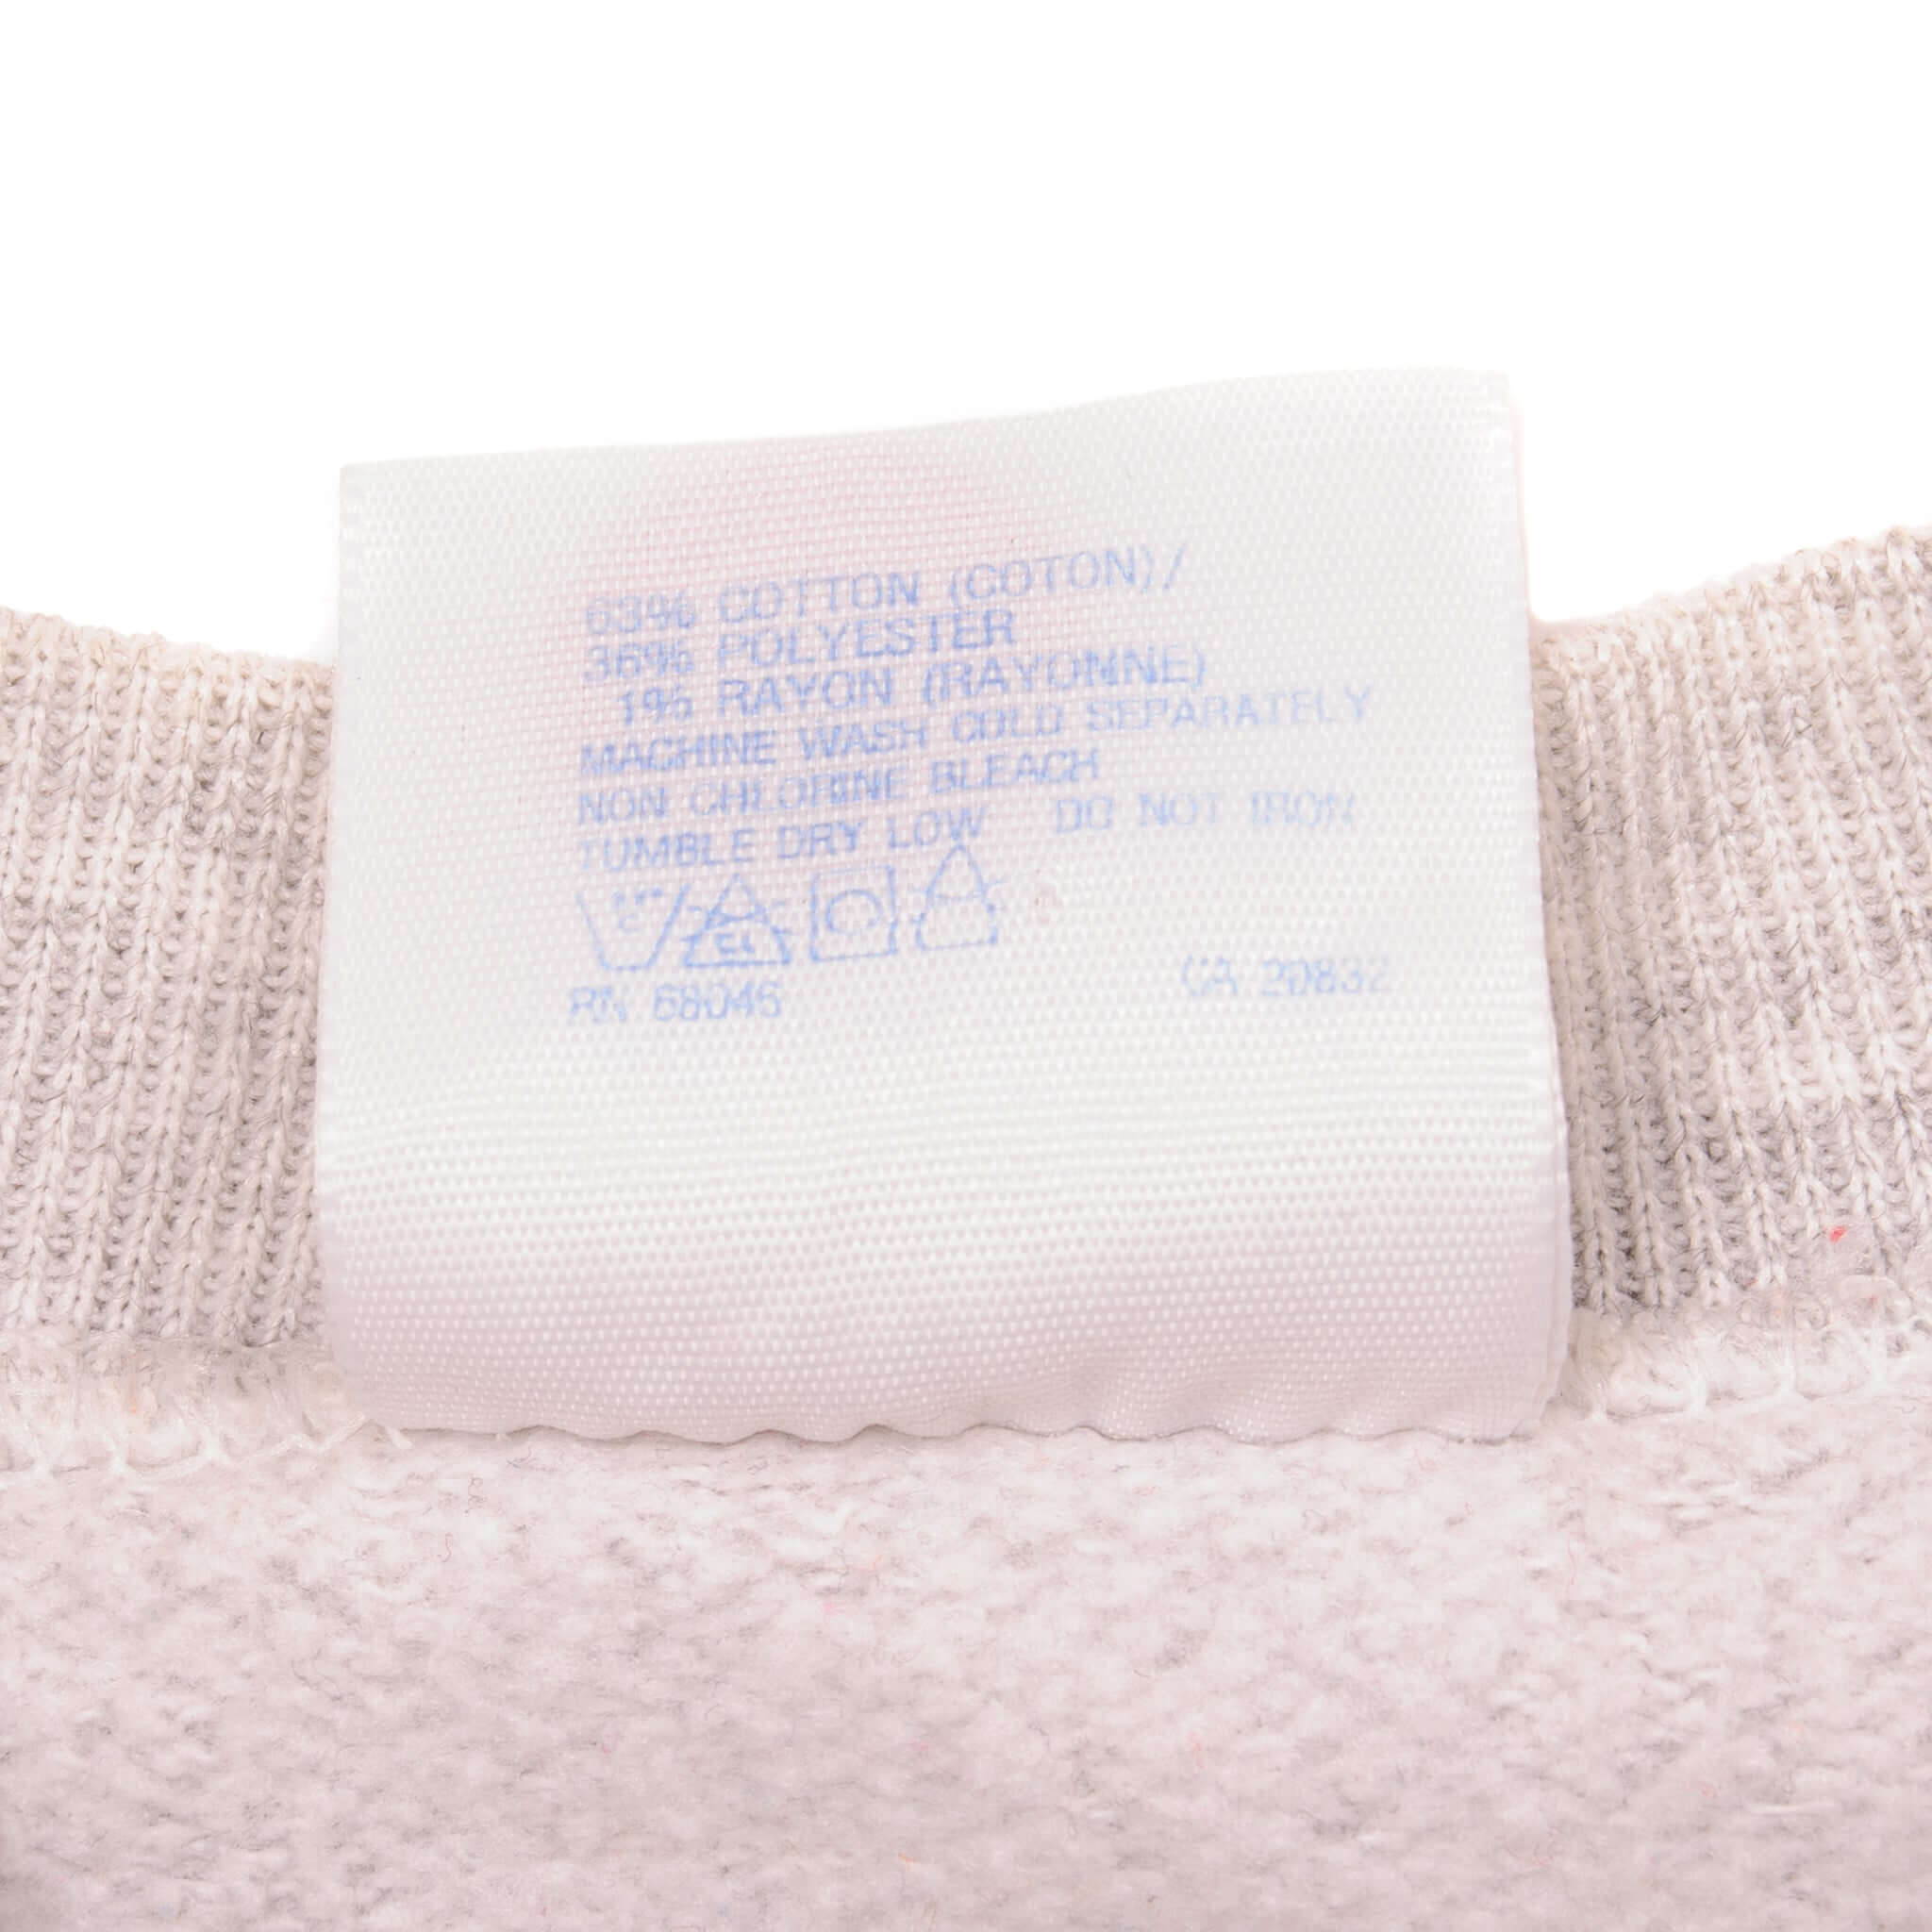 63% COTTON (COTON)/
36% POLYESTER
1% RAYON (RAYONNE)
MACHINE WASH COLD SEPARATELY
NON CHLORINE BLEACH
TUMBLE DRY LOW DO NOT IRON
RN 68046 CA 20832